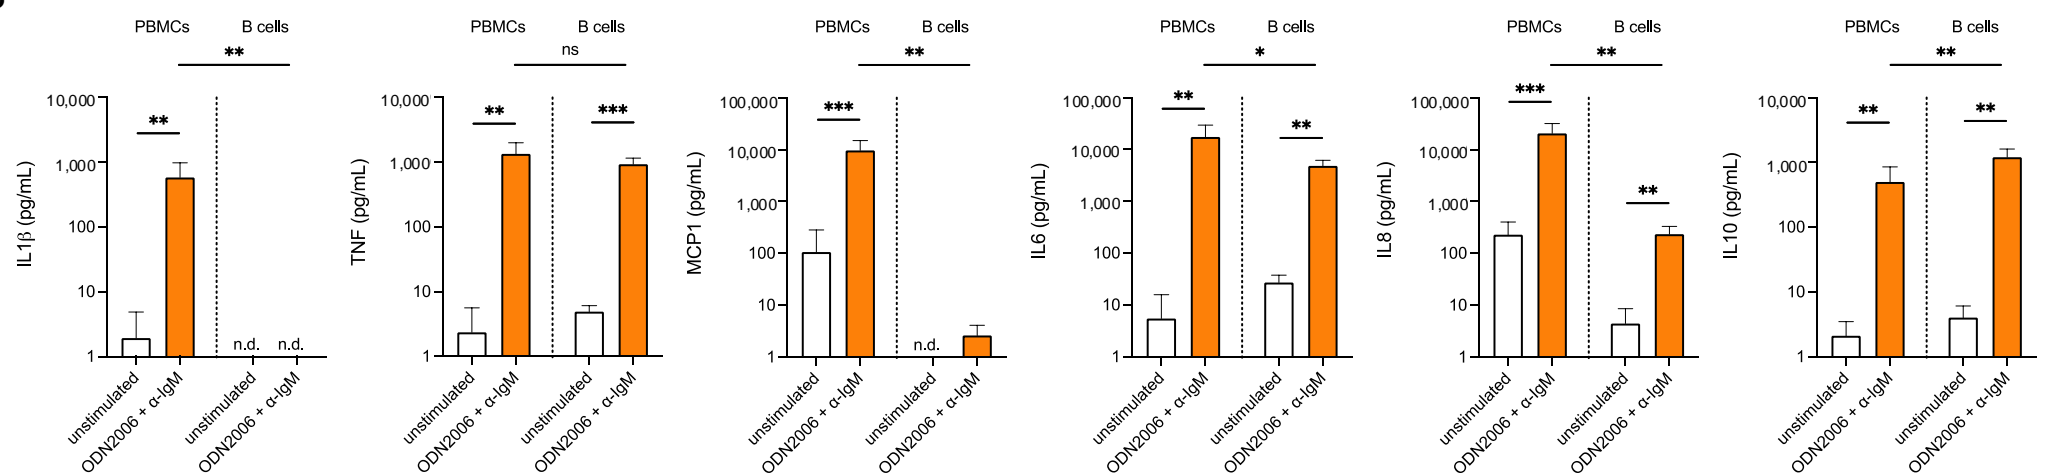 PBMCs B cells
**
**
IL1β (pg/mL)
10,000
1,000
100
10
1
n.d. n.d.
unstimulated
ODN2006 + α-IgM
unstimulated
ODN2006 + α-IgM
PBMCs B cells
ns
**
***
TNF (pg/mL)
10,000
1,000
100
10
1
unstimulated
ODN2006 + α-IgM
unstimulated
ODN2006 + α-IgM
PBMCs B cells
**
***
MCP1 (pg/mL)
100,000
10,000
1,000
100
10
1
n.d.
unstimulated
ODN2006 + α-IgM
unstimulated
ODN2006 + α-IgM
PBMCs B cells
*
**
**
IL6 (pg/mL)
100,000
10,000
1,000
100
10
1
unstimulated
ODN2006 + α-IgM
unstimulated
ODN2006 + α-IgM
PBMCs B cells
**
***
**
IL8 (pg/mL)
100,000
10,000
1,000
100
10
1
unstimulated
ODN2006 + α-IgM
unstimulated
ODN2006 + α-IgM
PBMCs B cells
**
**
**
IL10 (pg/mL)
10,000
1,000
100
10
1
unstimulated
ODN2006 + α-IgM
unstimulated
ODN2006 + α-IgM